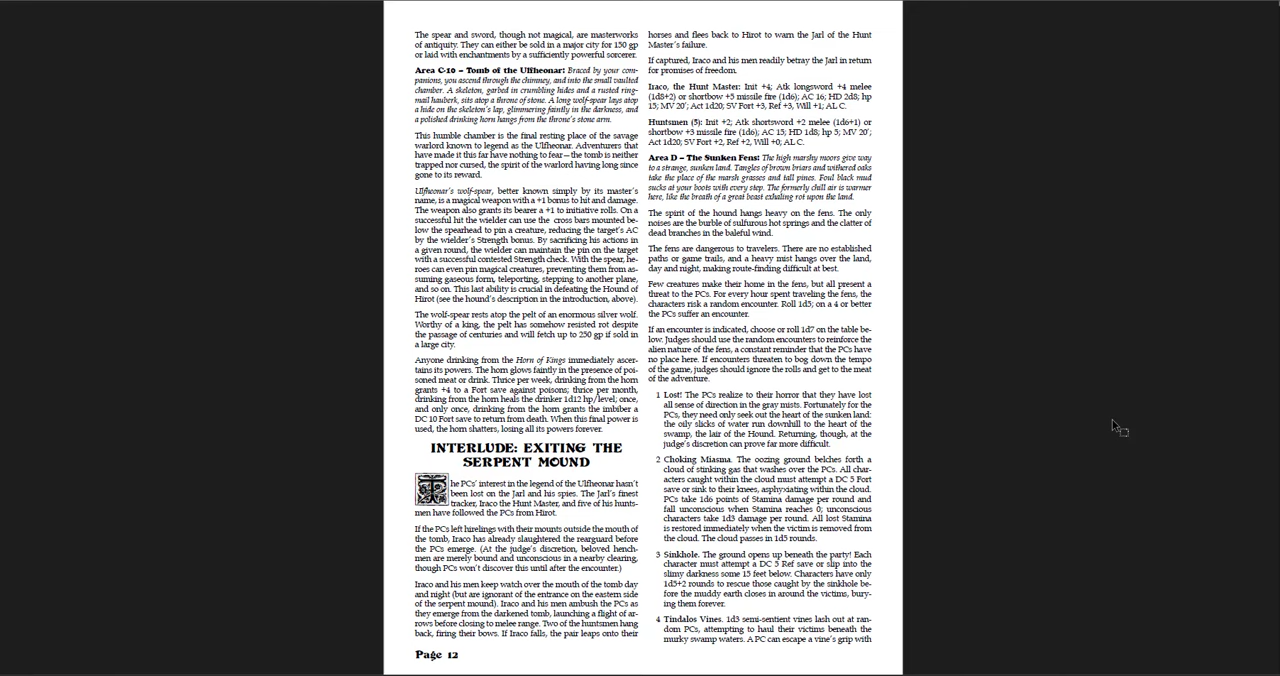 The spear and sword, though not magical, are masterworks
of antiquity. They can either be sold in a major city for 150 gp
or laid with enchantments by a sufficiently powerful sorcerer.
Area C-10 – Tomb of the Ulfheonar: Braced by your com-
panions, you ascend through the chimney, and into the small vaulted
chamber. A skeleton, garbed in crumbling hides and a rusted ring-
mail hauberk, sits atop a throne of stone. A long wolf-spear lays atop
a hide on the skeleton's lap, glimmering faintly in the darkness, and
a polished drinking horn hangs from the throne's stone arm.
This humble chamber is the final resting place of the savage
warlord known to legend as the Ulfheonar. Adventurers that
have made it this far have nothing to fear—the tomb is neither
trapped nor cursed, the spirit of the warlord having long since
gone to its reward.
Ulfheonar's wolf-spear, better known simply by its master's
name, is a magical weapon with a +1 bonus to hit and damage.
The weapon also grants its bearer a +1 to initiative rolls. On a
successful hit the wielder can use the cross bars mounted be-
low the spearhead to pin a creature, reducing the target's AC
by the wielder's Strength bonus. By sacrificing his actions in
a given round, the wielder can maintain the pin on the target
with a successful contested Strength check. With the spear, he-
roes can even pin magical creatures, preventing them from as-
suming gaseous form, teleporting, stepping to another plane,
and so on. This last ability is crucial in defeating the Hound of
Hirot (see the hound's description in the introduction, above).
The wolf-spear rests atop the pelt of an enormous silver wolf.
Worthy of a king, the pelt has somehow resisted rot despite
the passage of centuries and will fetch up to 250 gp if sold in
a large city.
Anyone drinking from the Horn of Kings immediately ascer-
tains its powers. The horn glows faintly in the presence of poi-
soned meat or drink. Thrice per week, drinking from the horn
grants +4 to a Fort save against poisons; thrice per month,
drinking from the horn heals the drinker 1d12 hp/level; once,
and only once, drinking from the horn grants the imbiber a
DC 10 Fort save to return from death. When this final power is
used, the horn shatters, losing all its powers forever.
INTERLUDE: EXITING THE
SERPENT MOUND
The PCs' interest in the legend of the Ulfheonar hasn't
been lost on the Jarl and his spies. The Jarl's finest
tracker, Iraco the Hunt Master, and five of his hunts-
men have followed the PCs from Hirot.
If the PCs left hirelings with their mounts outside the mouth of
the tomb, Iraco has already slaughtered the rearguard before
the PCs emerge. (At the judge's discretion, beloved hench-
men are merely bound and unconscious in a nearby clearing,
though PCs won't discover this until after the encounter.)
Iraco and his men keep watch over the mouth of the tomb day
and night (but are ignorant of the entrance on the eastern side
of the serpent mound). Iraco and his men ambush the PCs as
they emerge from the darkened tomb, launching a flight of ar-
rows before closing to melee range. Two of the huntsmen hang
back, firing their bows. If Iraco falls, the pair leaps onto their
Page 12
horses and flees back to Hirot to warn the Jarl of the Hunt
Master's failure.
If captured, Iraco and his men readily betray the Jarl in return
for promises of freedom.
Iraco, the Hunt Master: Init +4; Atk longsword +4 melee
(1d8+2) or shortbow +5 missile fire (1d6); AC 16; HD 2d8; hp
15; MV 20'; Act 1d20; SV Fort +3, Ref +3, Will +1; AL C.
Huntsmen (5): Init +2; Atk shortsword +2 melee (1d6+1) or
shortbow +3 missile fire (1d6); AC 15; HD 1d8; hp 5; MV 20';
Act 1d20; SV Fort +2, Ref +2, Will +0; AL C.
Area D – The Sunken Fens: The high marshy moors give way
to a strange, sunken land. Tangles of brown briars and withered oaks
take the place of the marsh grasses and tall pines. Foul black mud
sucks at your boots with every step. The formerly chill air is warmer
here, like the breath of a great beast exhaling rot upon the land.
The spirit of the hound hangs heavy on the fens. The only
noises are the burble of sulfurous hot springs and the clatter of
dead branches in the baleful wind.
The fens are dangerous to travelers. There are no established
paths or game trails, and a heavy mist hangs over the land,
day and night, making route-finding difficult at best.
Few creatures make their home in the fens, but all present a
threat to the PCs. For every hour spent traveling the fens, the
characters risk a random encounter. Roll 1d5; on a 4 or better
the PCs suffer an encounter.
If an encounter is indicated, choose or roll 1d7 on the table be-
low. Judges should use the random encounters to reinforce the
alien nature of the fens, a constant reminder that the PCs have
no place here. If encounters threaten to bog down the tempo
of the game, judges should ignore the rolls and get to the meat
of the adventure.
1 Lost! The PCs realize to their horror that they have lost
all sense of direction in the gray mists. Fortunately for the
PCs, they need only seek out the heart of the sunken land:
the oily slicks of water run downhill to the heart of the
swamp, the lair of the Hound. Returning, though, at the
judge's discretion can prove far more difficult.
2 Choking Miasma. The oozing ground belches forth a
cloud of stinking gas that washes over the PCs. All char-
acters caught within the cloud must attempt a DC 5 Fort
save or sink to their knees, asphyxiating within the cloud.
PCs take 1d6 points of Stamina damage per round and
fall unconscious when Stamina reaches 0; unconscious
characters take 1d3 damage per round. All lost Stamina
is restored immediately when the victim is removed from
the cloud. The cloud passes in 1d5 rounds.
3 Sinkhole. The ground opens up beneath the party! Each
character must attempt a DC 5 Ref save or slip into the
slimy darkness some 15 feet below. Characters have only
1d5+2 rounds to rescue those caught by the sinkhole be-
fore the muddy earth closes in around the victims, bury-
ing them forever.
4 Tindalos Vines. 1d3 semi-sentient vines lash out at ran-
dom PCs, attempting to haul their victims beneath the
murky swamp waters. A PC can escape a vine's grip with